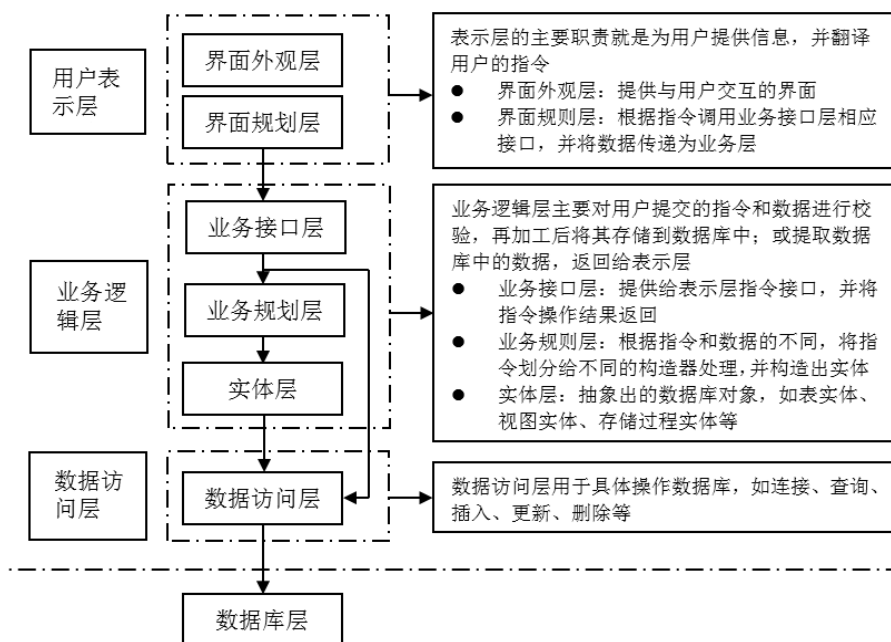 用户表
示层
界面外观层
界面规划层
表示层的主要职责就是为用户提供信息，并翻译
用户的指令
● 界面外观层：提供与用户交互的界面
● 界面规则层：根据指令调用业务接口层相应
接口，并将数据传递为业务层
业务逻
辑层
业务接口层
业务规划层
实体层
业务逻辑层主要对用户提交的指令和数据进行校
验，再加工后将其存储到数据库中；或提取数据
库中的数据，返回给表示层
● 业务接口层：提供给表示层指令接口，并将
指令操作结果返回
● 业务规则层：根据指令和数据的不同，将指
令划分给不同的构造器处理，并构造出实体
● 实体层：抽象出的数据库对象，如表实体、
视图实体、存储过程实体等
数据访
问层
数据访问层
数据访问层用于具体操作数据库，如连接、查询、
插入、更新、删除等
数据库层